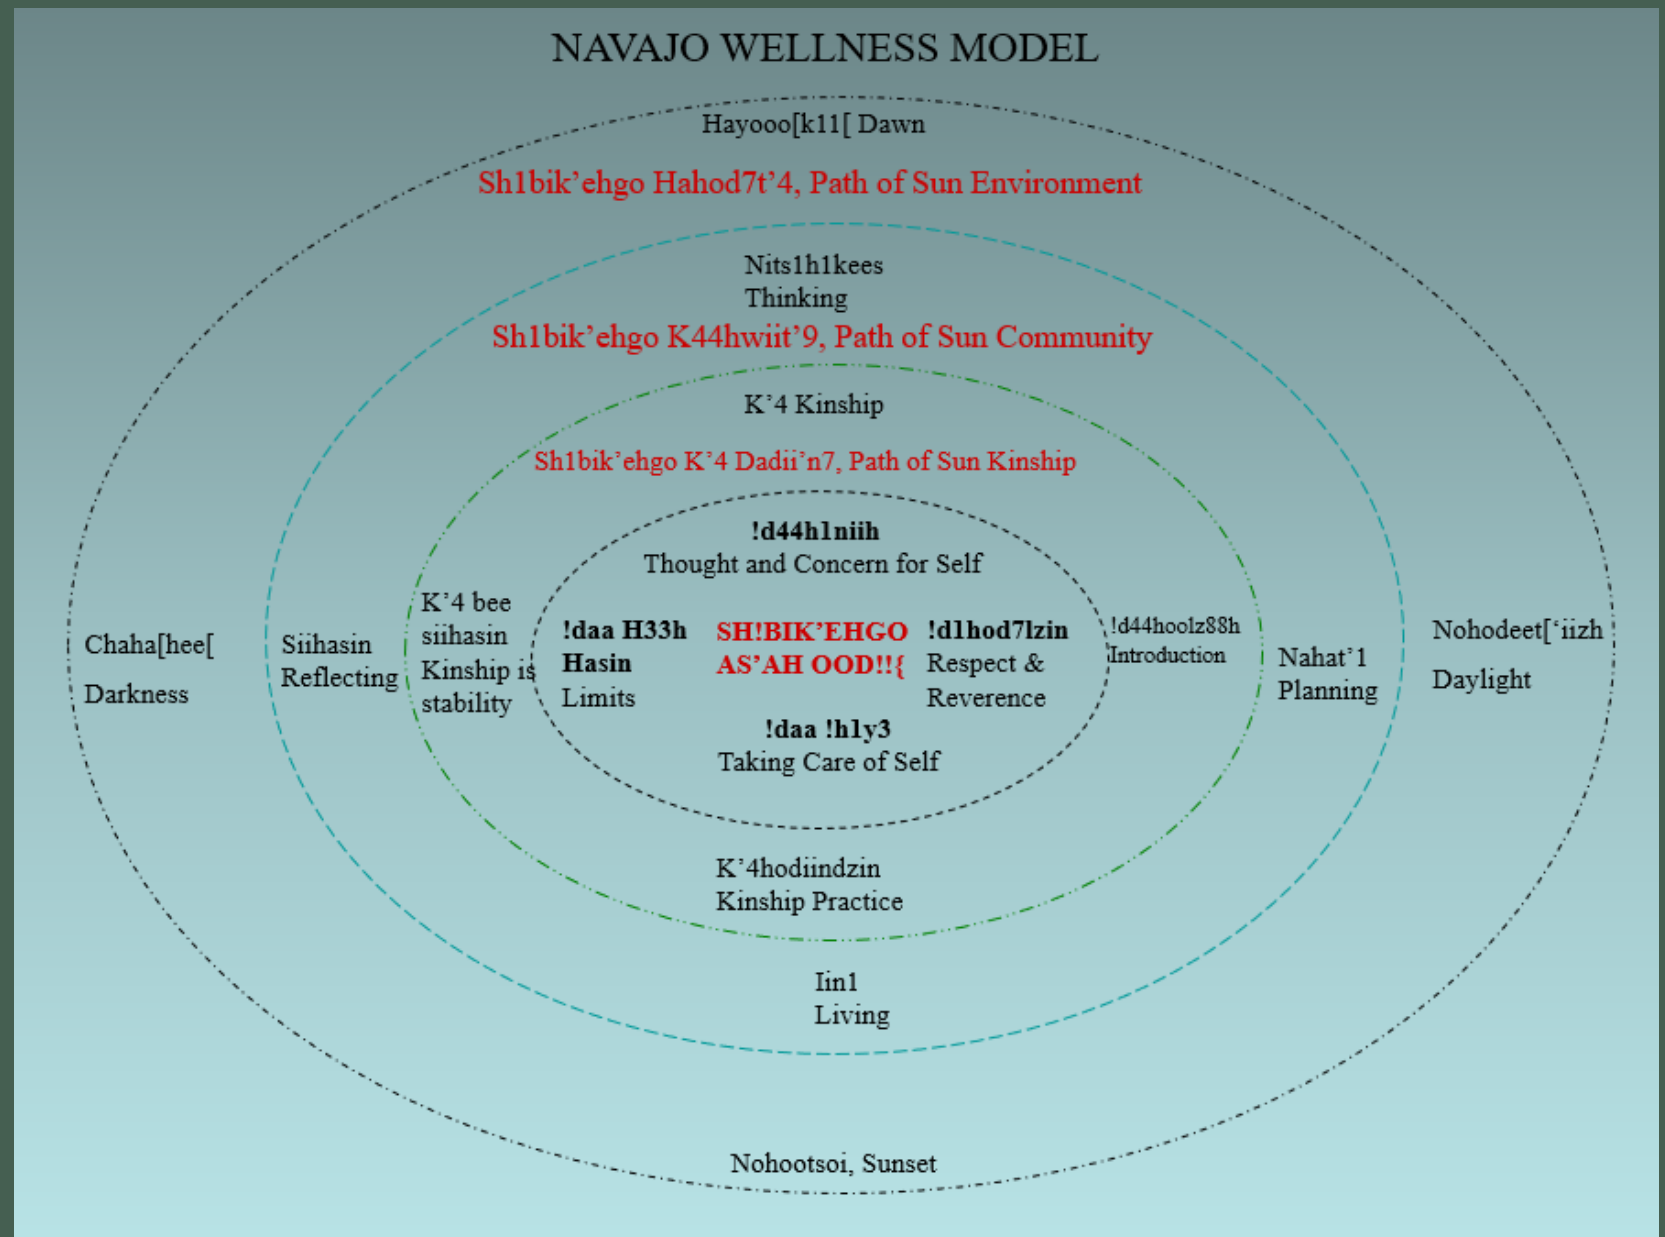 NAVAJO WELLNESS MODEL
Hayooo[k11[ Dawn
Sh1bik’ehgo Hahod7t’4, Path of Sun Environment
Nits1h1kees
Thinking
Sh1bik’ehgo K44hwiit’9, Path of Sun Community
K’4 Kinship
Sh1bik’ehgo K’4 Dadii’n7, Path of Sun Kinship
!d44h1niih
Thought and Concern for Self
Chaha[hee[
Darkness
Siihasin
Reflecting
K’4 bee
siihasin
Kinship is
stability
!daa H33h
Hasin
Limits
SH!BIK’EHGO
AS’AH OOD!!{
!d1hod7lzin
Respect &
Reverence
!d44hoolz88h
Introduction
Nahat’1
Planning
Nohodeet[‘iizh
Daylight
!daa !h1y3
Taking Care of Self
K’4hodiindzin
Kinship Practice
Iin1
Living
Nohootsoi, Sunset